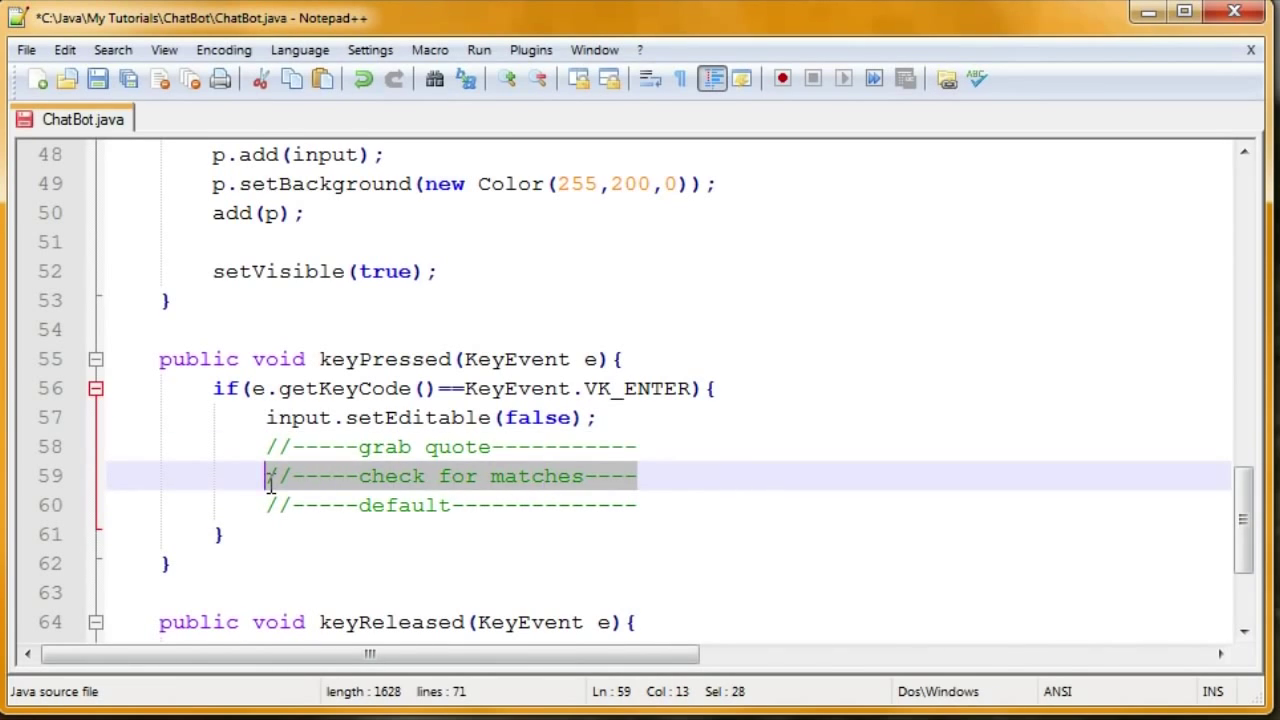 *C:\Java\My Tutorials\ChatBot\ChatBot.java - Notepad++
File Edit Search View Encoding Language Settings Macro Run Plugins Window ? X
ABC
ChatBot.java
48 p.add(input);
49 p.setBackground(new Color(255,200,0));
50 add(p);
51
52 setVisible(true);
53 }
54
55 public void keyPressed(KeyEvent e){
56 if(e.getKeyCode()==KeyEvent.VK_ENTER){
57 input.setEditable(false);
58 //-----grab quote-----------
59 //-----check for matches----
60 //-----default--------------
61 }
62 }
63
64 public void keyReleased(KeyEvent e){
Java source file length : 1628 lines : 71 Ln : 59 Col : 13 Sel : 28 Dos\Windows ANSI INS